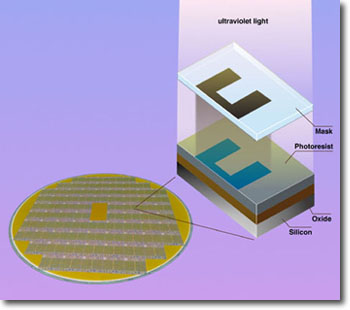 ultraviolet light
Mask
Photoresist
Oxide
Silicon